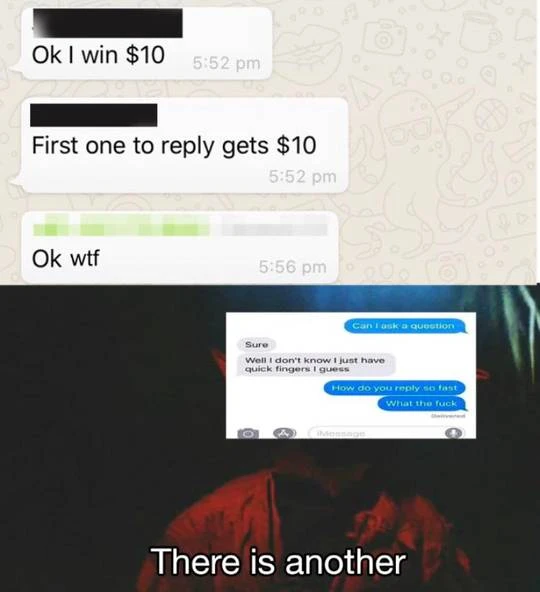 Ok I win $10
5:52 pm
First one to reply gets $10
5:52 pm
Ok wtf
5:56 pm
Can I ask a question
Sure
Well I don't know I just have
quick fingers I guess
How do you reply so fast
What the fuck
Delivered
iMessage
There is another